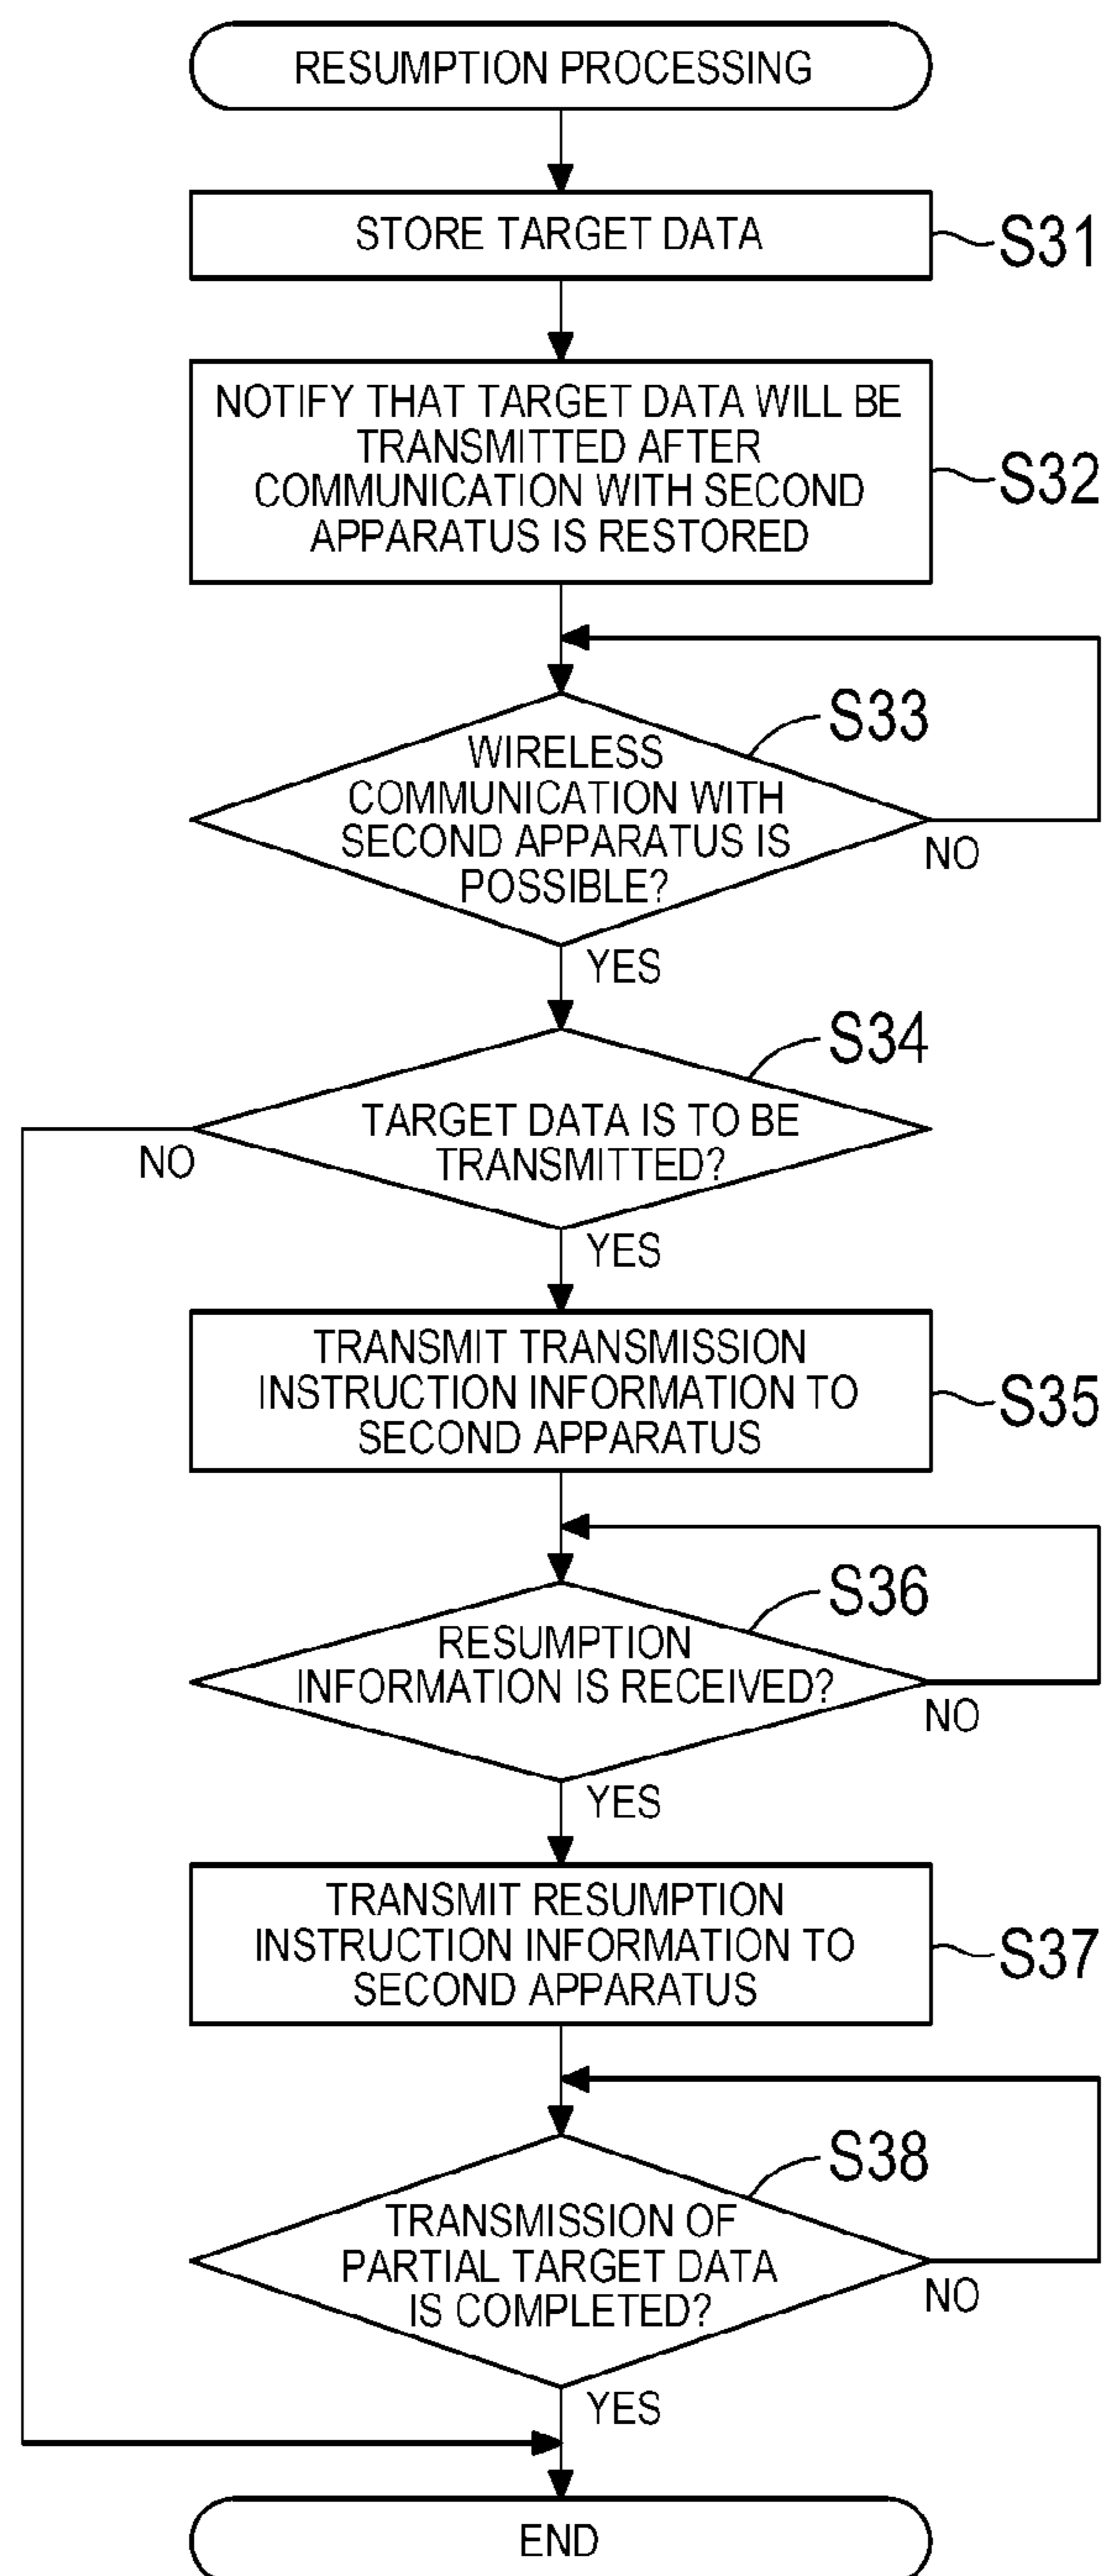 RESUMPTION PROCESSING
STORE TARGET DATA
S31
NOTIFY THAT TARGET DATA WILL BE
TRANSMITTED AFTER
COMMUNICATION WITH SECOND
APPARATUS IS RESTORED
S32
S33
WIRELESS
COMMUNICATION WITH
SECOND APPARATUS IS
POSSIBLE?
NO
YES
S34
TARGET DATA IS TO BE
TRANSMITTED?
NO
YES
TRANSMIT TRANSMISSION
INSTRUCTION INFORMATION TO
SECOND APPARATUS
S35
S36
RESUMPTION
INFORMATION IS RECEIVED?
NO
YES
TRANSMIT RESUMPTION
INSTRUCTION INFORMATION TO
SECOND APPARATUS
S37
S38
TRANSMISSION OF
PARTIAL TARGET DATA
IS COMPLETED?
NO
YES
END